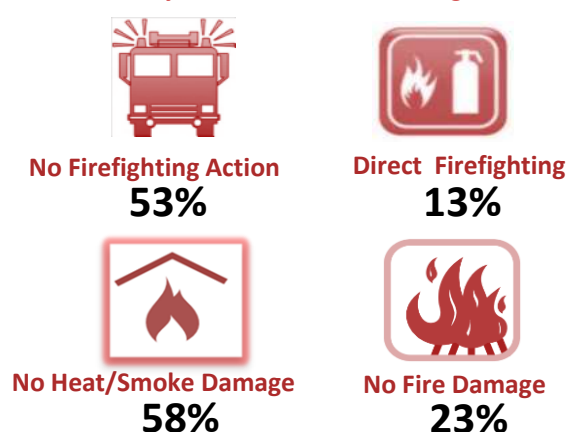 No Firefighting Action
53%
Direct Firefighting
13%
No Heat/Smoke Damage
58%
No Fire Damage
23%